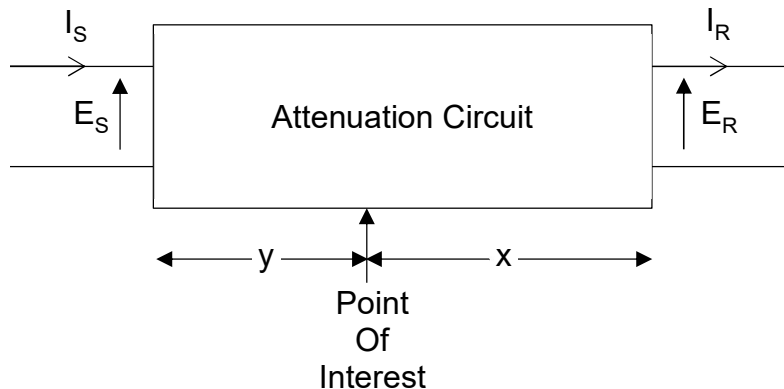 I_S
I_R
E_S
Attenuation Circuit
E_R
y
x
Point
Of
Interest